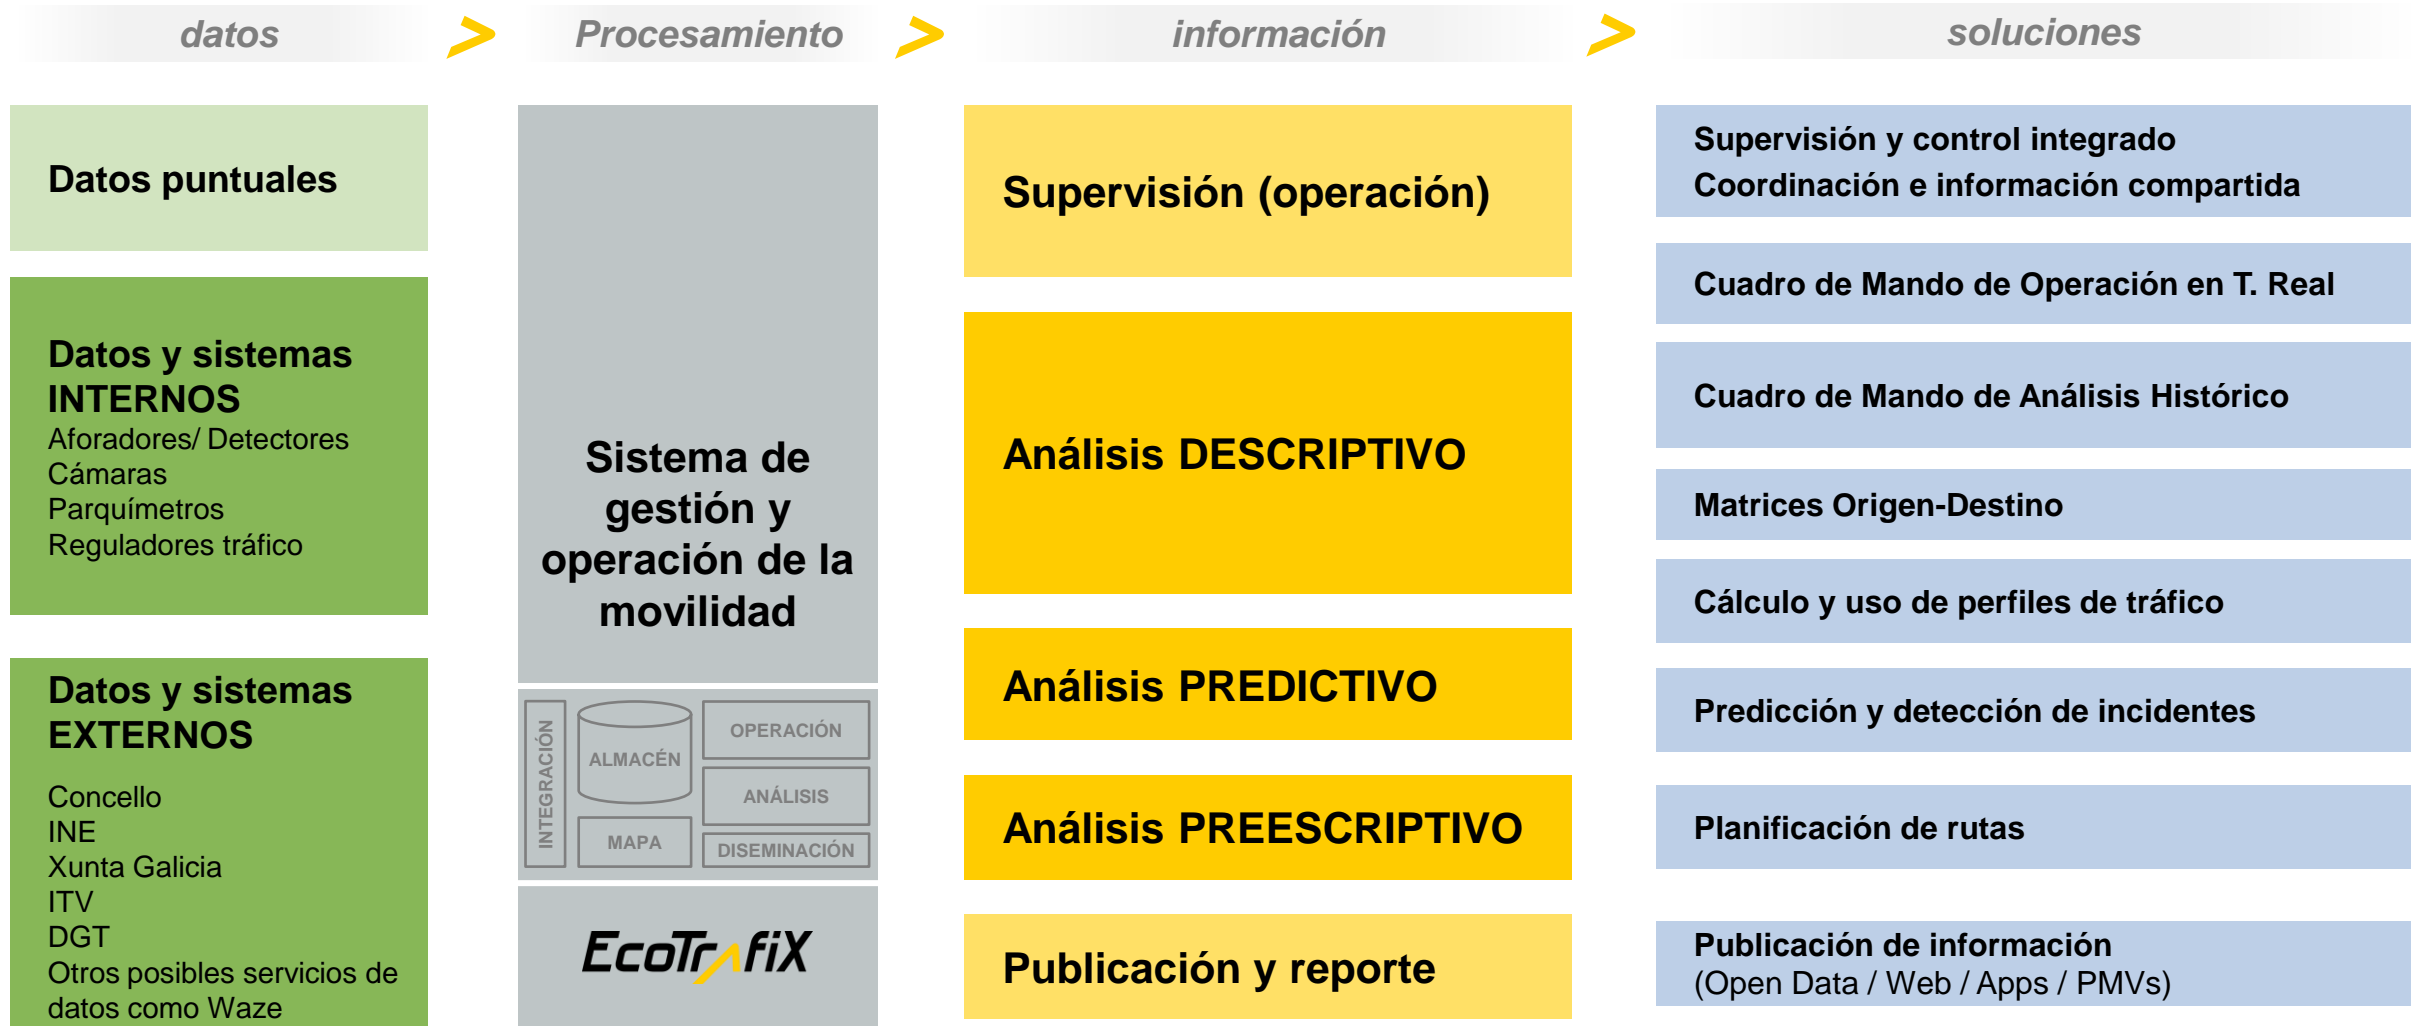 datos
>
Procesamiento
>
información
>
soluciones
Datos puntuales
Datos y sistemas
INTERNOS
Aforadores/ Detectores
Cámaras
Parquímetros
Reguladores tráfico
Datos y sistemas
EXTERNOS
Concello
INE
Xunta Galicia
ITV
DGT
Otros posibles servicios de
datos como Waze
Sistema de
gestión y
operación de la
movilidad
INTEGRACIÓN
ALMACÉN
MAPA
OPERACIÓN
ANÁLISIS
DISEMINACIÓN
EcoTrafiX
Supervisión (operación)
Análisis DESCRIPTIVO
Análisis PREDICTIVO
Análisis PREESCRIPTIVO
Publicación y reporte
Supervisión y control integrado
Coordinación e información compartida
Cuadro de Mando de Operación en T. Real
Cuadro de Mando de Análisis Histórico
Matrices Origen-Destino
Cálculo y uso de perfiles de tráfico
Predicción y detección de incidentes
Planificación de rutas
Publicación de información
(Open Data / Web / Apps / PMVs)